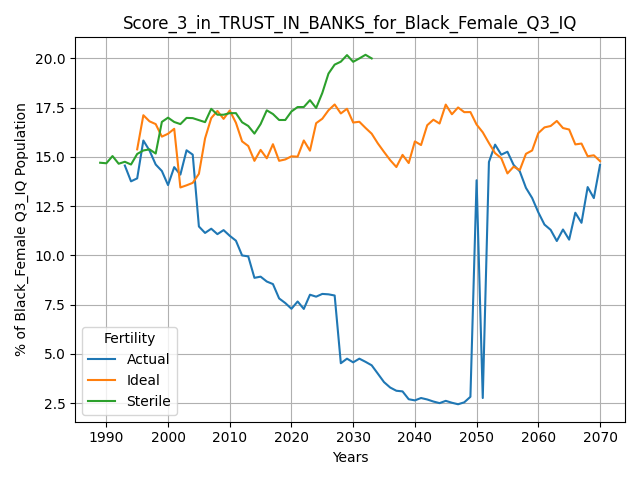 Score_3_in_TRUST_IN_BANKS_for_Black_Female_Q3_IQ
% of Black_Female Q3_IQ Population
20.0
17.5
15.0
12.5
10.0
7.5
5.0
2.5
Fertility
Actual
Ideal
Sterile
1990 2000 2010 2020 2030 2040 2050 2060 2070
Years